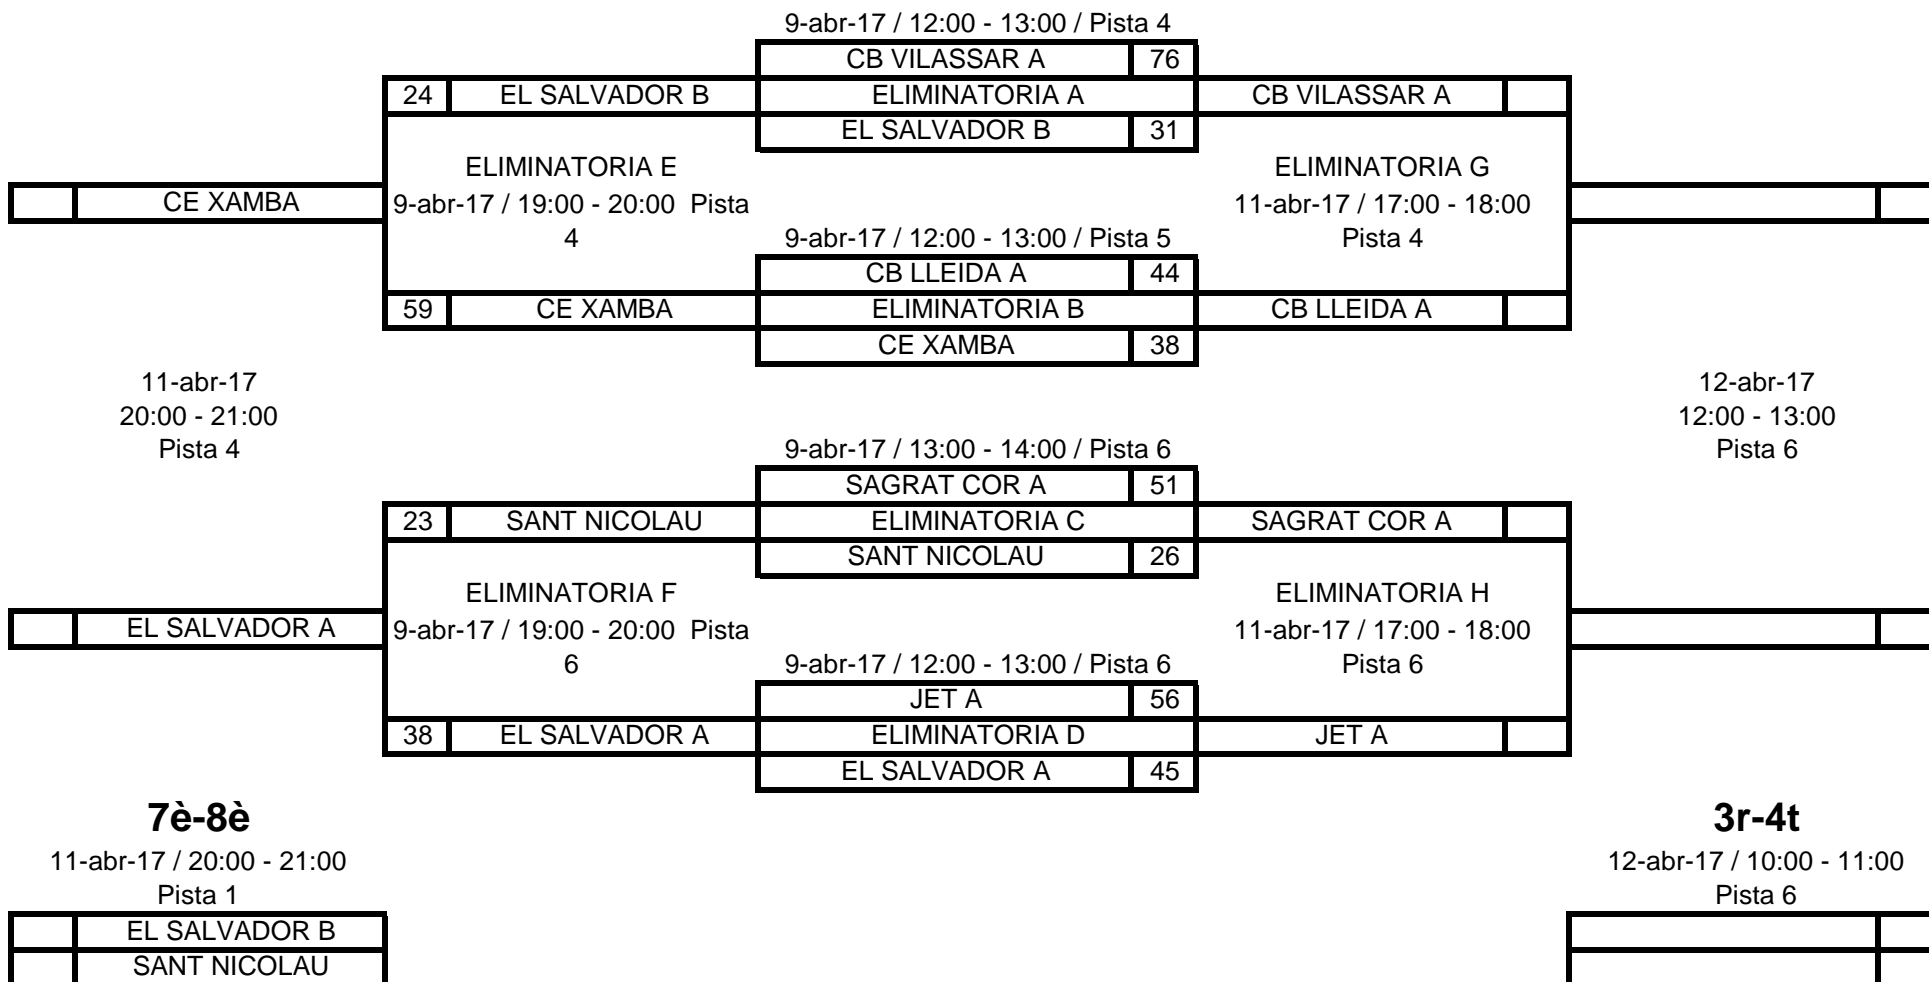 9-abr-17 / 12:00 - 13:00 / Pista 4
CB VILASSAR A 76
24 EL SALVADOR B ELIMINATORIA A CB VILASSAR A
EL SALVADOR B 31
ELIMINATORIA E ELIMINATORIA G
CE XAMBA 9-abr-17 / 19:00 - 20:00 Pista 11-abr-17 / 17:00 - 18:00
4 9-abr-17 / 12:00 - 13:00 / Pista 5 Pista 4
CB LLEIDA A 44
59 CE XAMBA ELIMINATORIA B CB LLEIDA A
CE XAMBA 38
11-abr-17 12-abr-17
20:00 - 21:00 12:00 - 13:00
Pista 4 9-abr-17 / 13:00 - 14:00 / Pista 6 Pista 6
SAGRAT COR A 51
23 SANT NICOLAU ELIMINATORIA C SAGRAT COR A
SANT NICOLAU 26
ELIMINATORIA F ELIMINATORIA H
EL SALVADOR A 9-abr-17 / 19:00 - 20:00 Pista 11-abr-17 / 17:00 - 18:00
6 9-abr-17 / 12:00 - 13:00 / Pista 6 Pista 6
JET A 56
38 EL SALVADOR A ELIMINATORIA D JET A
EL SALVADOR A 45
7è-8è 3r-4t
11-abr-17 / 20:00 - 21:00 12-abr-17 / 10:00 - 11:00
Pista 1 Pista 6
EL SALVADOR B
SANT NICOLAU